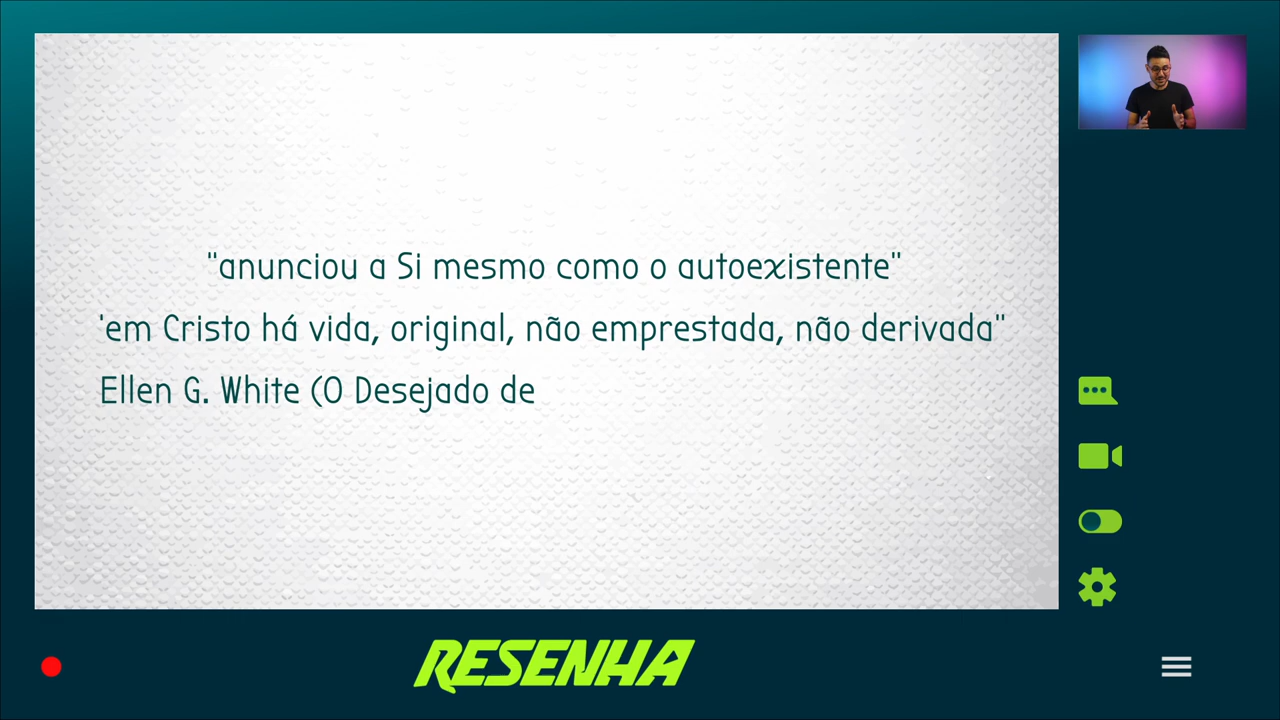 "anunciou a Si mesmo como o autoexistente"
'em Cristo há vida, original, não emprestada, não derivada"
Ellen G. White (O Desejado de
RESENHA